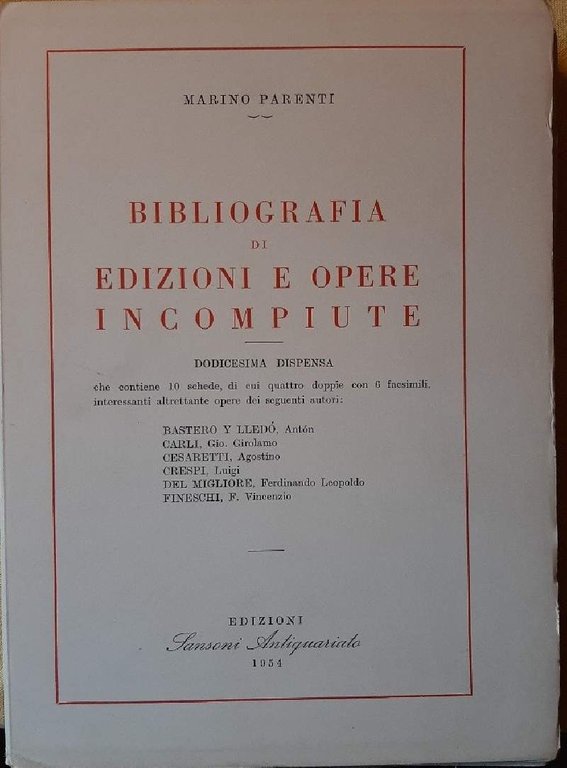 MARINO PARENTI
BIBLIOGRAFIA
DI
EDIZIONI E OPERE
INCOMPIUTE
DODICESIMA DISPENSA
che contiene 10 schede, di cui quattro doppie con 6 facsimili,
interessanti altrettante opere dei seguenti autori:
BASTERO Y LLEDÓ, Antón
CARLI, Gio. Girolamo
CESARETTI, Agostino
CRESPI, Luigi
DEL MIGLIORE, Ferdinando Leopoldo
FINESCHI, F. Vincenzio
EDIZIONI
Sansoni Antiquariato
1954